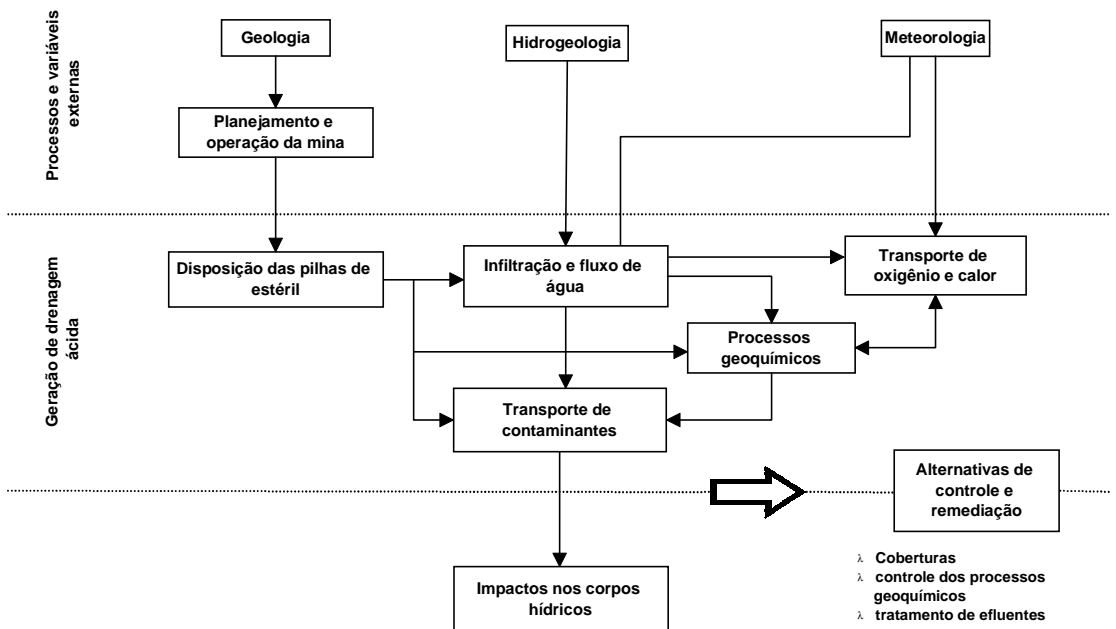 Processos e variáveis
externas
Geologia
Hidrogeologia
Meteorologia
Planejamento e
operação da mina
Geração de drenagem
ácida
Disposição das pilhas de
estéril
Infiltração e fluxo de
água
Transporte de
oxigênio e calor
Processos
geoquímicos
Transporte de
contaminantes
Alternativas de
controle e
remediação
Impactos nos corpos
hídricos
λ Coberturas
λ controle dos processos
geoquímicos
λ tratamento de efluentes